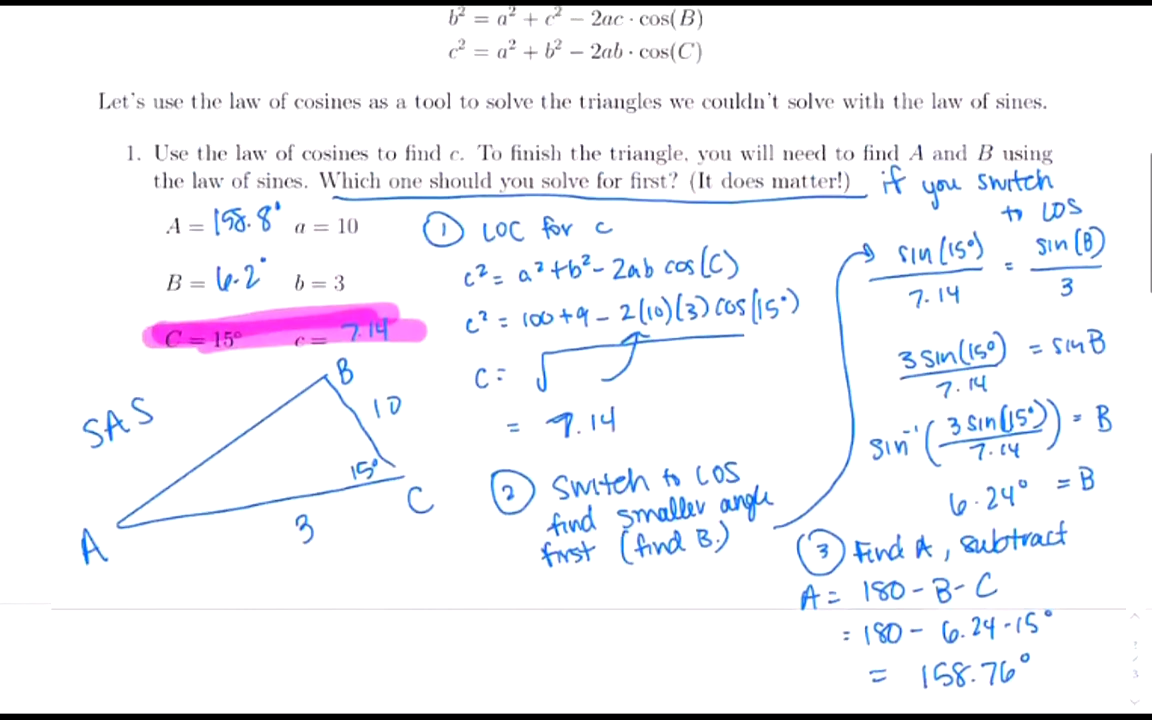 b² = a² + c² − 2ac · cos(B)
c² = a² + b² − 2ab · cos(C)
Let's use the law of cosines as a tool to solve the triangles we couldn't solve with the law of sines.
1. Use the law of cosines to find c. To finish the triangle, you will need to find A and B using
the law of sines. Which one should you solve for first? (It does matter!)
if you switch
to LOS
A = 158.8° a = 10
B = 6.2° b = 3
C = 15° c = 7.14
SAS
B
10
15°
C
3
A
① LOC for c
c² = a² + b² - 2ab cos(C)
c² = 100 + 9 - 2(10)(3) cos(15°)
c = √
= 7.14
② Switch to LOS
find smaller angle
first (find B.)
sin(15°)/7.14 = sin(B)/3
3 sin(15°)/7.14 = sin B
sin⁻¹(3 sin(15°)/7.14) = B
6.24° = B
③ Find A, subtract
A = 180 - B - C
= 180 - 6.24 - 15°
= 158.76°